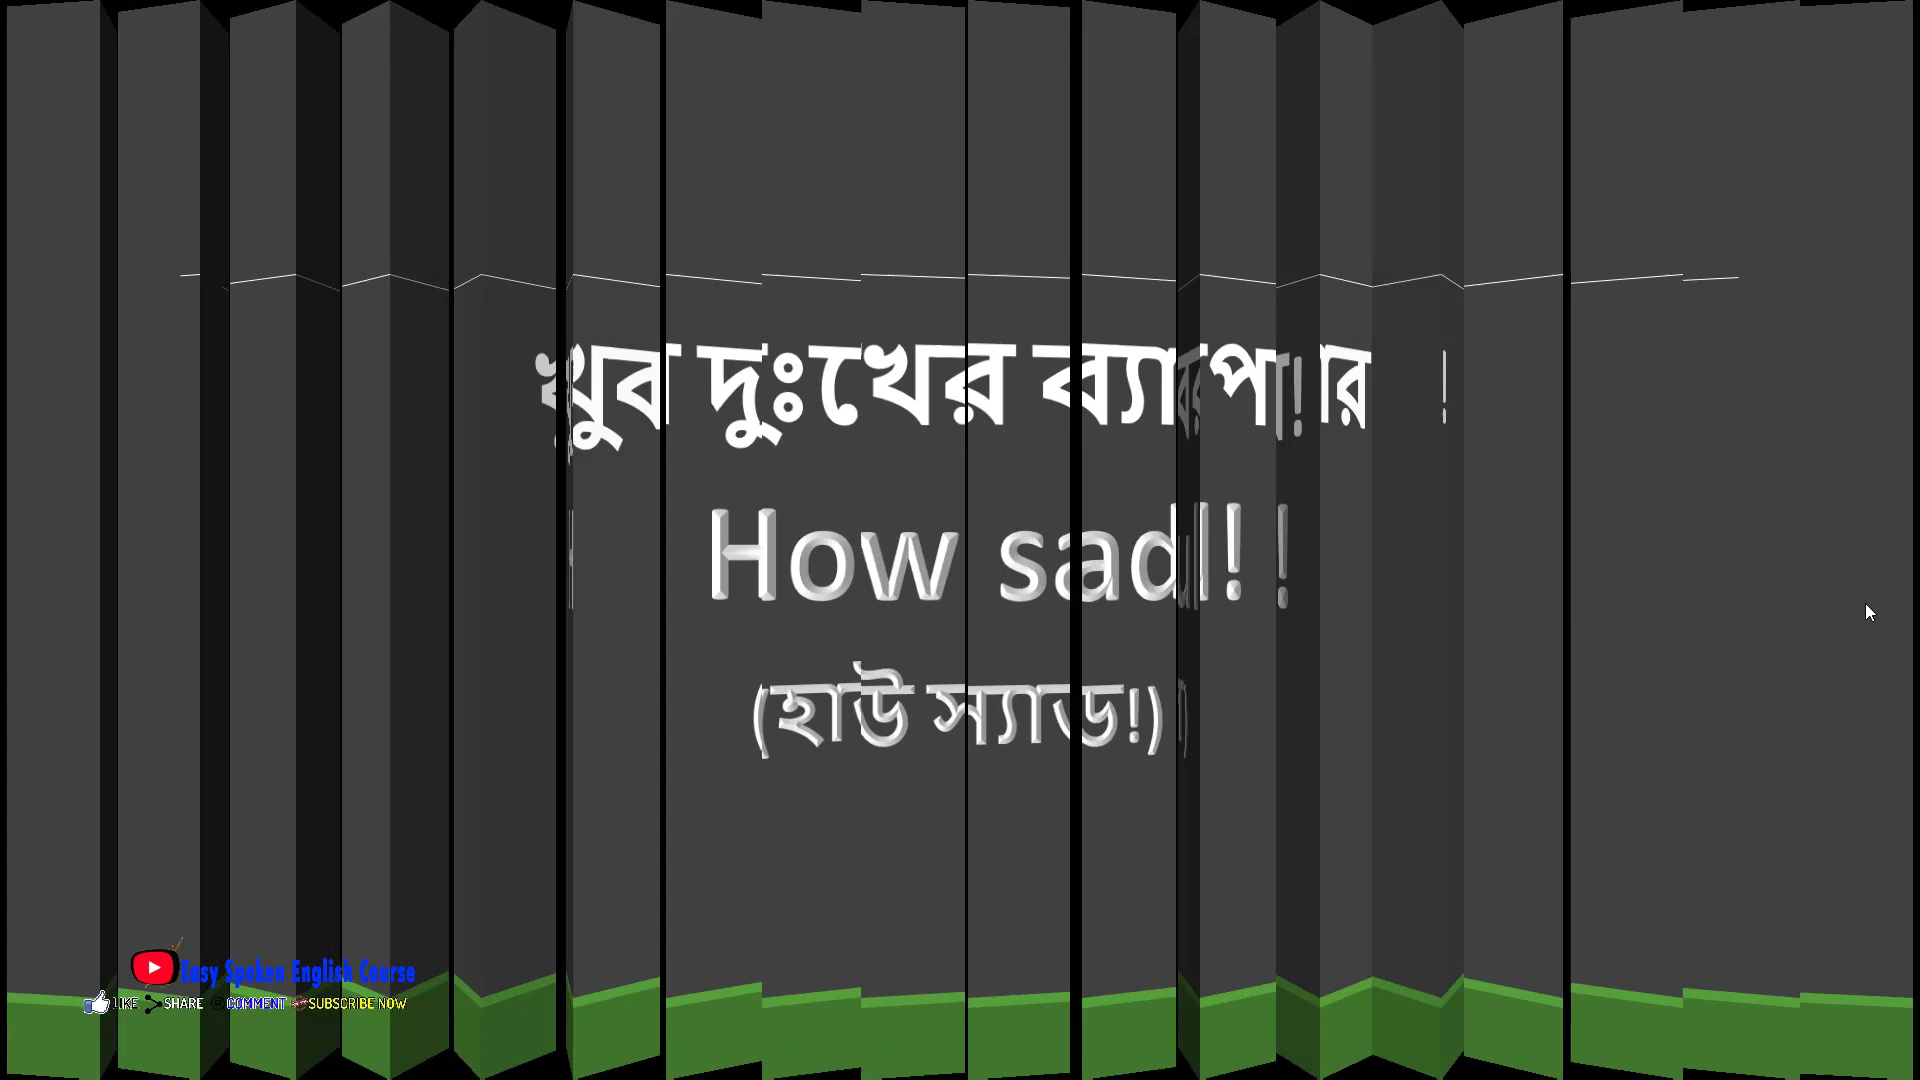 খুব দুঃখের ব্যাপার !
How sad!
(হাউ স্যাড!)
Easy Spoken English Course
LIKE SHARE COMMENT SUBSCRIBE NOW